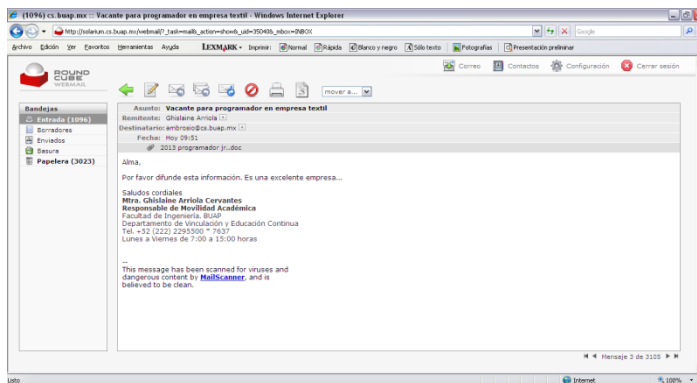 (1096) cs.buap.mx :: Vacante para programador en empresa textil - Windows Internet Explorer
http://solarium.cs.buap.mx/webmail/?_task=mail&_action=show&_uid=35040&_mbox=INBOX
Google
Archivo Edición Ver Favoritos Herramientas Ayuda LEXMARK Imprimir: Normal Rápida Blanco y negro Sólo texto Fotografías Presentación preliminar
ROUND
CUBE
WEBMAIL
Correo Contactos Configuración Cerrar sesión
mover a...
Bandejas
Entrada (1096)
Borradores
Enviados
Basura
Papelera (3023)
Asunto: Vacante para programador en empresa textil
Remitente: Ghislaine Arriola
Destinatario: ambrosio@cs.buap.mx
Fecha: Hoy 09:51
2013 programador jr..doc
Alma,
Por favor difunde esta información. Es una excelente empresa...
Saludos cordiales
Mtra. Ghislaine Arriola Cervantes
Responsable de Movilidad Académica
Facultad de Ingeniería. BUAP
Departamento de Vinculación y Educación Continua
Tel. +52 (222) 2295500 ~ 7637
Lunes a Viernes de 7:00 a 15:00 horas
--
This message has been scanned for viruses and
dangerous content by MailScanner, and is
believed to be clean.
Mensaje 3 de 3105
Listo Internet 100%